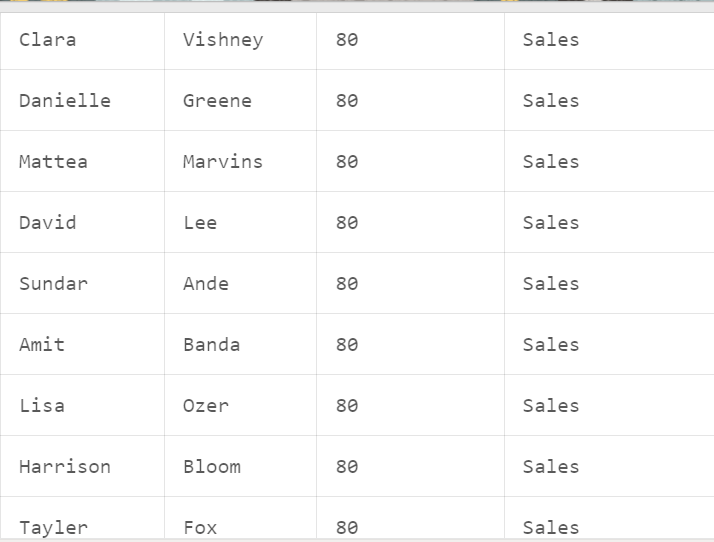 Clara Vishney 80 Sales
Danielle Greene 80 Sales
Mattea Marvins 80 Sales
David Lee 80 Sales
Sundar Ande 80 Sales
Amit Banda 80 Sales
Lisa Ozer 80 Sales
Harrison Bloom 80 Sales
Tayler Fox 80 Sales